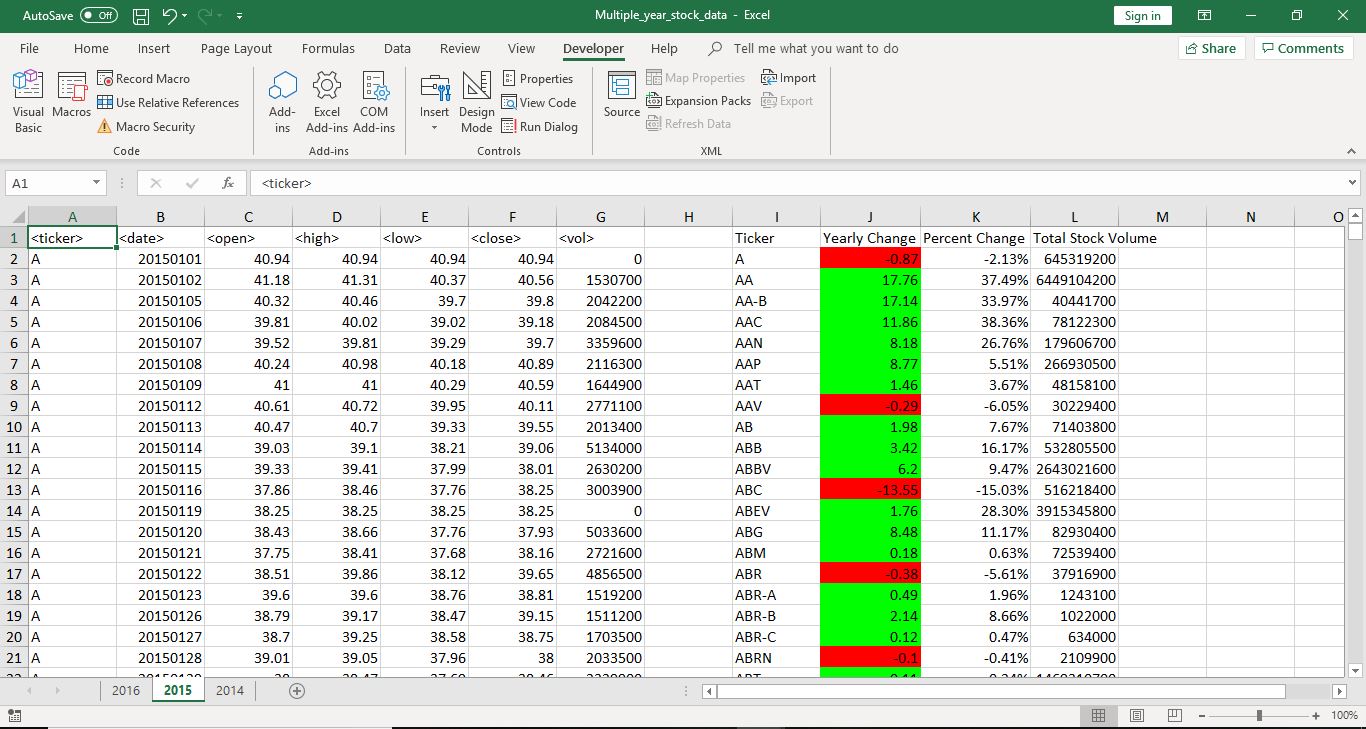 AutoSave Off Multiple_year_stock_data - Excel Sign in
File Home Insert Page Layout Formulas Data Review View Developer Help Tell me what you want to do Share Comments
Visual Basic Macros Record Macro Use Relative References Macro Security
Code
Add-ins Excel Add-ins COM Add-ins
Add-ins
Insert Design Mode Properties View Code Run Dialog
Controls
Source Map Properties Expansion Packs Refresh Data Import Export
XML
A1 fx <ticker>
A B C D E F G H I J K L M N O
1 <ticker> <date> <open> <high> <low> <close> <vol> Ticker Yearly Change Percent Change Total Stock Volume
2 A 20150101 40.94 40.94 40.94 40.94 0 A -0.87 -2.13% 645319200
3 A 20150102 41.18 41.31 40.37 40.56 1530700 AA 17.76 37.49% 6449104200
4 A 20150105 40.32 40.46 39.7 39.8 2042200 AA-B 17.14 33.97% 40441700
5 A 20150106 39.81 40.02 39.02 39.18 2084500 AAC 11.86 38.36% 78122300
6 A 20150107 39.52 39.81 39.29 39.7 3359600 AAN 8.18 26.76% 179606700
7 A 20150108 40.24 40.98 40.18 40.89 2116300 AAP 8.77 5.51% 266930500
8 A 20150109 41 41 40.29 40.59 1644900 AAT 1.46 3.67% 48158100
9 A 20150112 40.61 40.72 39.95 40.11 2771100 AAV -0.29 -6.05% 30229400
10 A 20150113 40.47 40.7 39.33 39.55 2013400 AB 1.98 7.67% 71403800
11 A 20150114 39.03 39.1 38.21 39.06 5134000 ABB 3.42 16.17% 532805500
12 A 20150115 39.33 39.41 37.99 38.01 2630200 ABBV 6.2 9.47% 2643021600
13 A 20150116 37.86 38.46 37.76 38.25 3003900 ABC -13.55 -15.03% 516218400
14 A 20150119 38.25 38.25 38.25 38.25 0 ABEV 1.76 28.30% 3915345800
15 A 20150120 38.43 38.66 37.76 37.93 5033600 ABG 8.48 11.17% 82930400
16 A 20150121 37.75 38.41 37.68 38.16 2721600 ABM 0.18 0.63% 72539400
17 A 20150122 38.51 39.86 38.12 39.65 4856500 ABR -0.38 -5.61% 37916900
18 A 20150123 39.6 39.6 38.76 38.81 1519200 ABR-A 0.49 1.96% 1243100
19 A 20150126 38.79 39.17 38.47 39.15 1511200 ABR-B 2.14 8.66% 1022000
20 A 20150127 38.7 39.25 38.58 38.75 1703500 ABR-C 0.12 0.47% 634000
21 A 20150128 39.01 39.05 37.96 38 2033500 ABRN -0.1 -0.41% 2109900
2016 2015 2014
100%